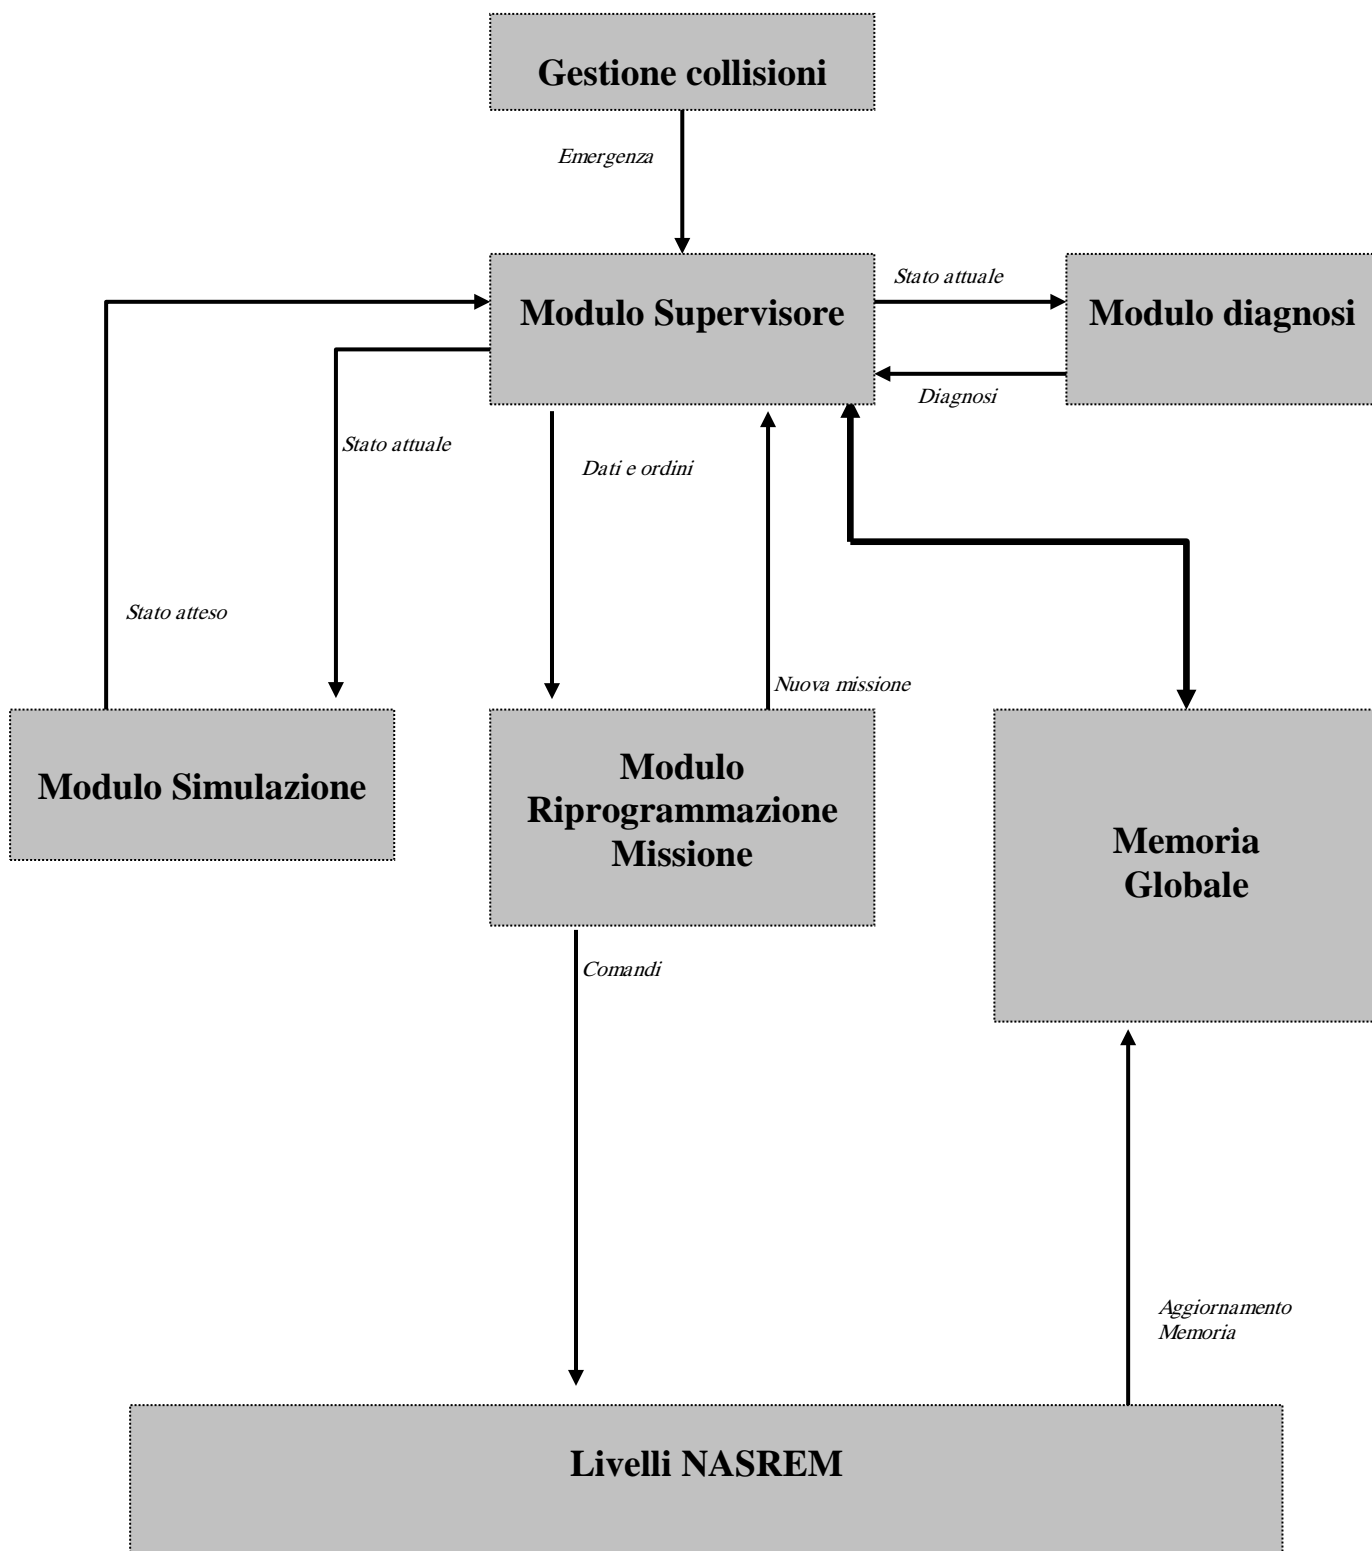 Gestione collisioni
Emergenza
Stato attuale
Modulo Supervisore
Modulo diagnosi
Diagnosi
Stato attuale
Dati e ordini
Stato atteso
Nuova missione
Modulo Simulazione
Modulo
Riprogrammazione
Missione
Memoria
Globale
Comandi
Aggiornamento
Memoria
Livelli NASREM